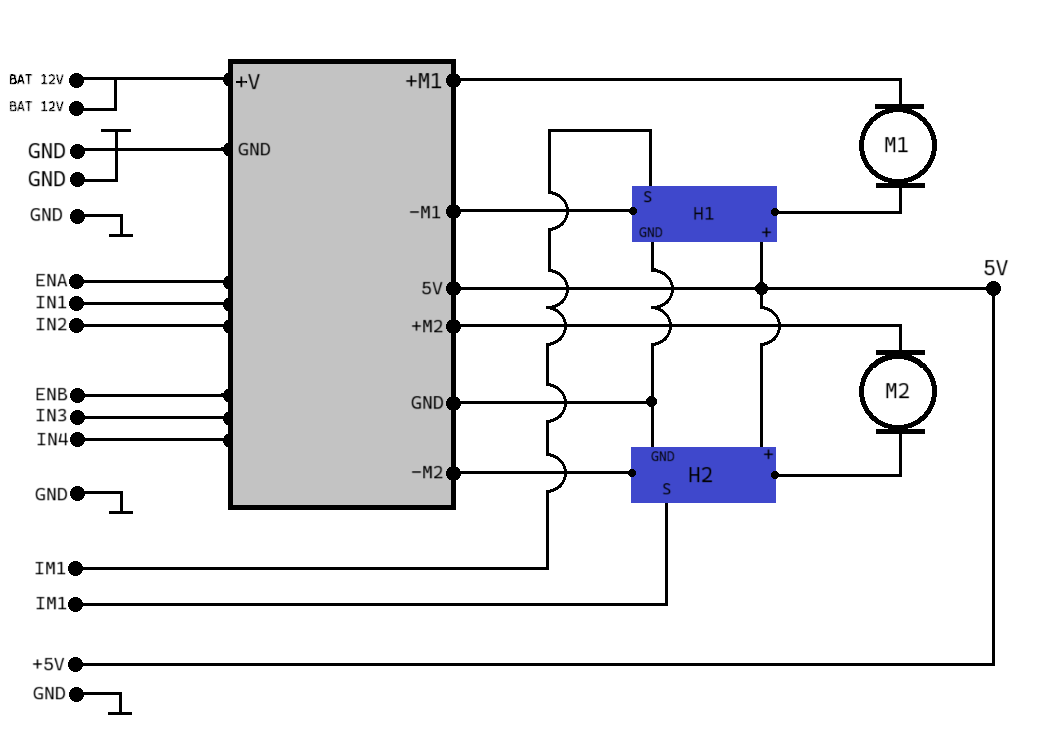 BAT 12V
BAT 12V
GND
GND
GND
ENA
IN1
IN2
ENB
IN3
IN4
GND
IM1
IM1
+5V
GND
+V
GND
+M1
−M1
5V
+M2
GND
−M2
S
H1
GND +
GND +
H2
S
M1
5V
M2